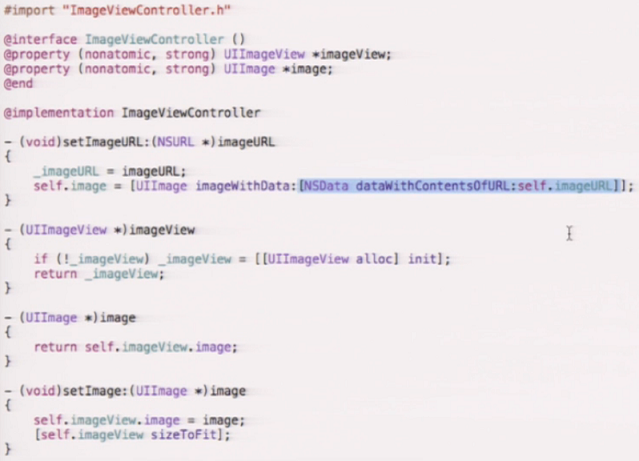 #import "ImageViewController.h"
@interface ImageViewController ()
@property (nonatomic, strong) UIImageView *imageView;
@property (nonatomic, strong) UIImage *image;
@end
@implementation ImageViewController
- (void)setImageURL:(NSURL *)imageURL
{
    _imageURL = imageURL;
    self.image = [UIImage imageWithData:[NSData dataWithContentsOfURL:self.imageURL]];
}
- (UIImageView *)imageView
{
    if (!_imageView) _imageView = [[UIImageView alloc] init];
    return _imageView;
}
- (UIImage *)image
{
    return self.imageView.image;
}
- (void)setImage:(UIImage *)image
{
    self.imageView.image = image;
    [self.imageView sizeToFit];
}